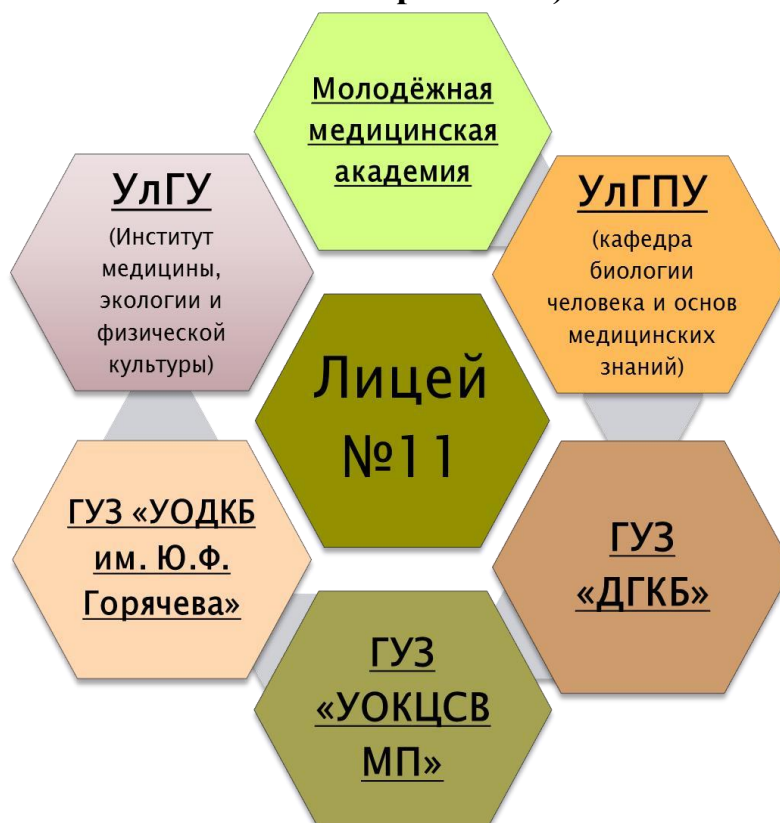 Молодёжная
медицинская
академия
УлГУ
(Институт
медицины,
экологии и
физической
культуры)
УлГПУ
(кафедра
биологии
человека и основ
медицинских
знаний)
Лицей
№11
ГУЗ «УОДКБ
им. Ю.Ф.
Горячева»
ГУЗ
«ДГКБ»
ГУЗ
«УОКЦСВ
МП»